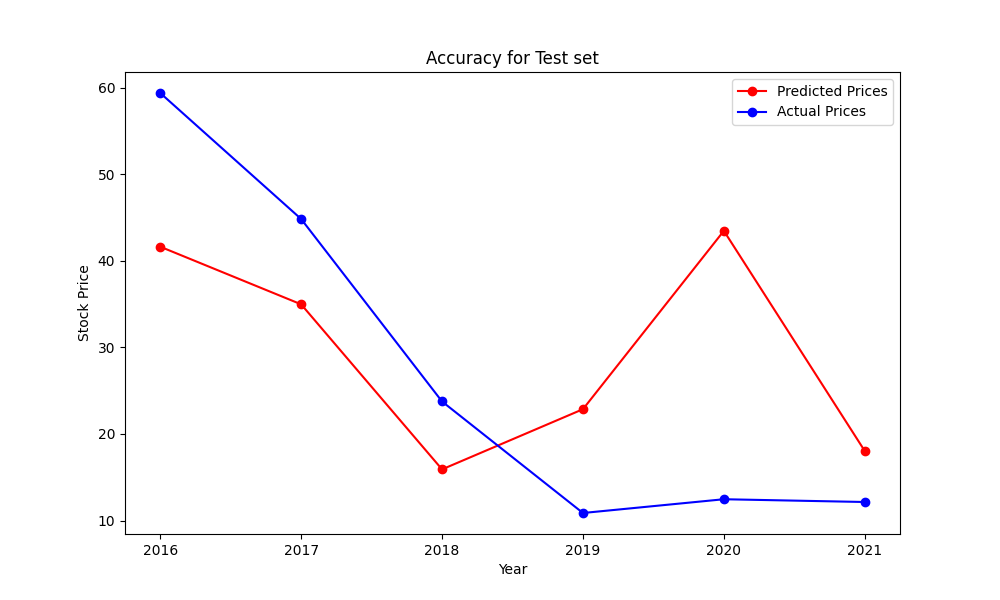 Accuracy for Test set
Predicted Prices
Actual Prices
60
50
40
30
20
10
Stock Price
2016 2017 2018 2019 2020 2021
Year